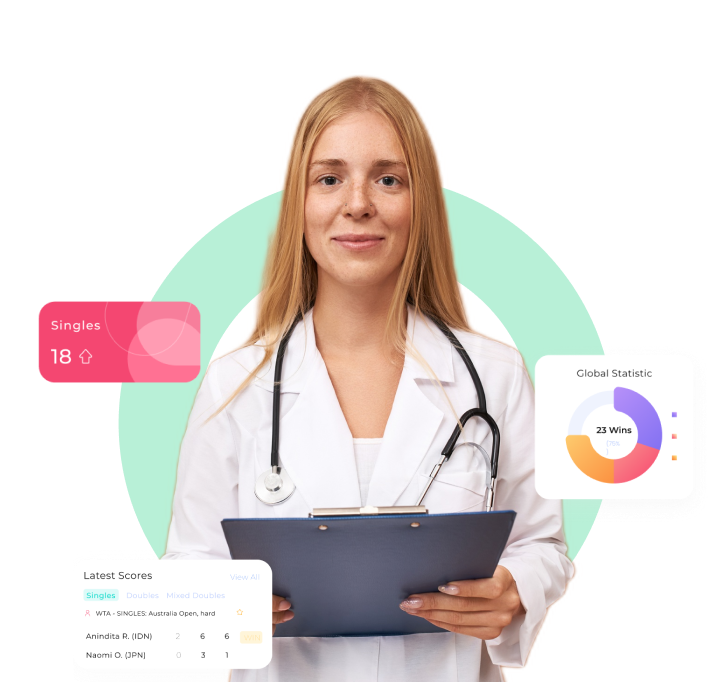 Singles
18
Global Statistic
23 Wins
Latest Scores
View All
Singles Doubles Mixed Doubles
WTA - SINGLES: Australia Open, hard
Anindita R. (IDN) 2 6 6
Naomi O. (JPN) 0 3 1